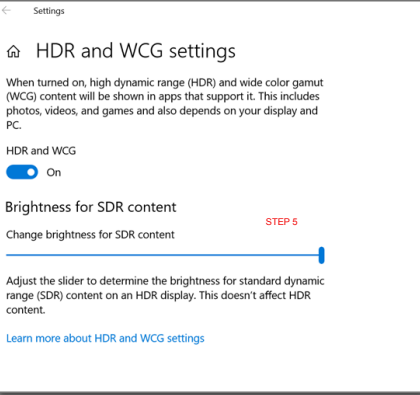 Settings
HDR and WCG settings
When turned on, high dynamic range (HDR) and wide color gamut
(WCG) content will be shown in apps that support it. This includes
photos, videos, and games and also depends on your display and
PC.
HDR and WCG
On
Brightness for SDR content
STEP 5
Change brightness for SDR content
Adjust the slider to determine the brightness for standard dynamic
range (SDR) content on an HDR display. This doesn't affect HDR
content.
Learn more about HDR and WCG settings